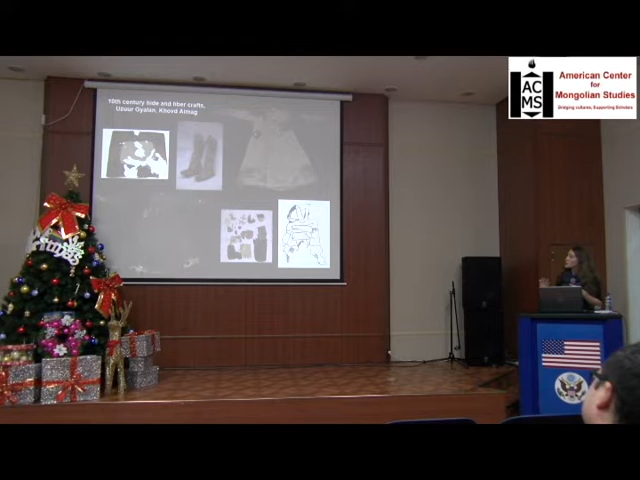 10th century hide and fiber crafts,
Uzuur Gyalan, Khovd Aimag
ACMS
American Center
for
Mongolian Studies
Bridging cultures, Supporting Scholars